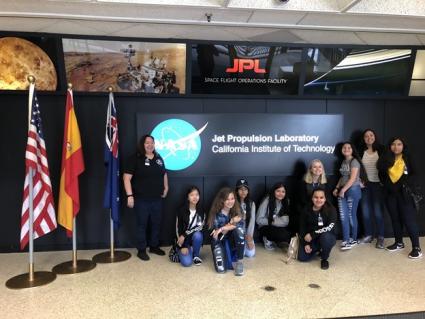 JPL
SPACE FLIGHT OPERATIONS FACILITY
NASA
Jet Propulsion Laboratory
California Institute of Technology